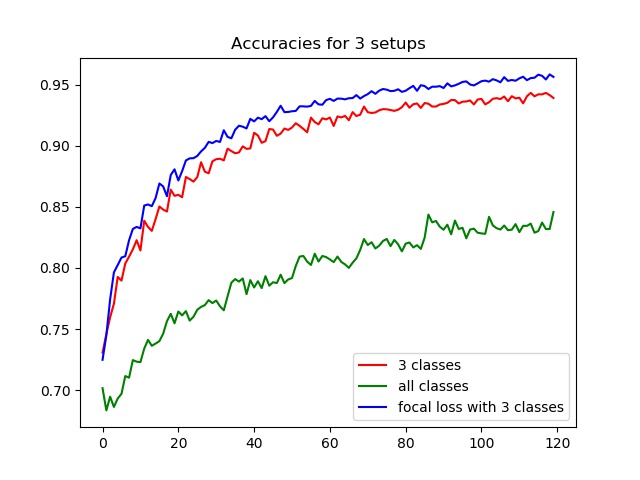 Accuracies for 3 setups
0.95
0.90
0.85
0.80
0.75
0.70
3 classes
all classes
focal loss with 3 classes
0 20 40 60 80 100 120